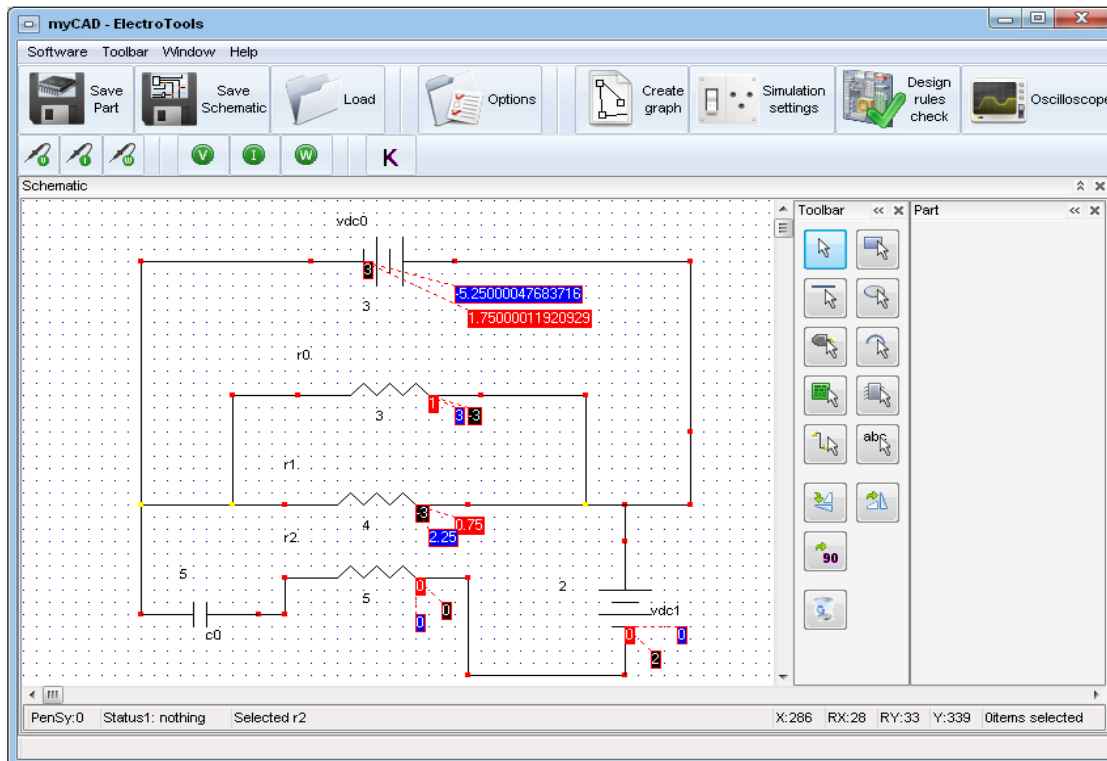 myCAD - ElectroTools
Software Toolbar Window Help
Save Part
Save Schematic
Load
Options
Create graph
Simulation settings
Design rules check
Oscilloscope
U I W V I W K
Schematic
Toolbar
Part
vdc0
3
-5.25000047683716
3
1.75000011920929
r0
1
3
3
-3
r1
-3
4
0.75
r2
2.25
abc
5
5
0
2
90
0
vdc1
0
c0
0
0
2
PenSy:0 Status1: nothing Selected r2 X:286 RX:28 RY:33 Y:339 0items selected